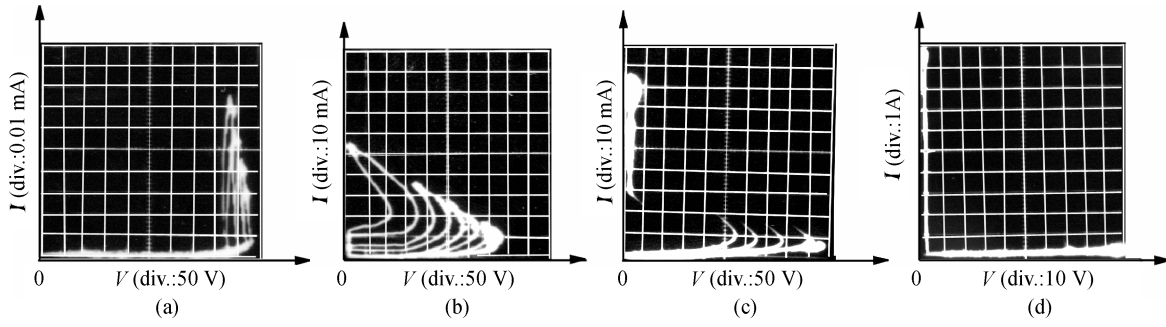 I (div.:0.01 mA)
0
V (div.:50 V)
(a)
I (div.:10 mA)
0
V (div.:50 V)
(b)
I (div.:10 mA)
0
V (div.:50 V)
(c)
I (div.:1A)
0
V (div.:10 V)
(d)